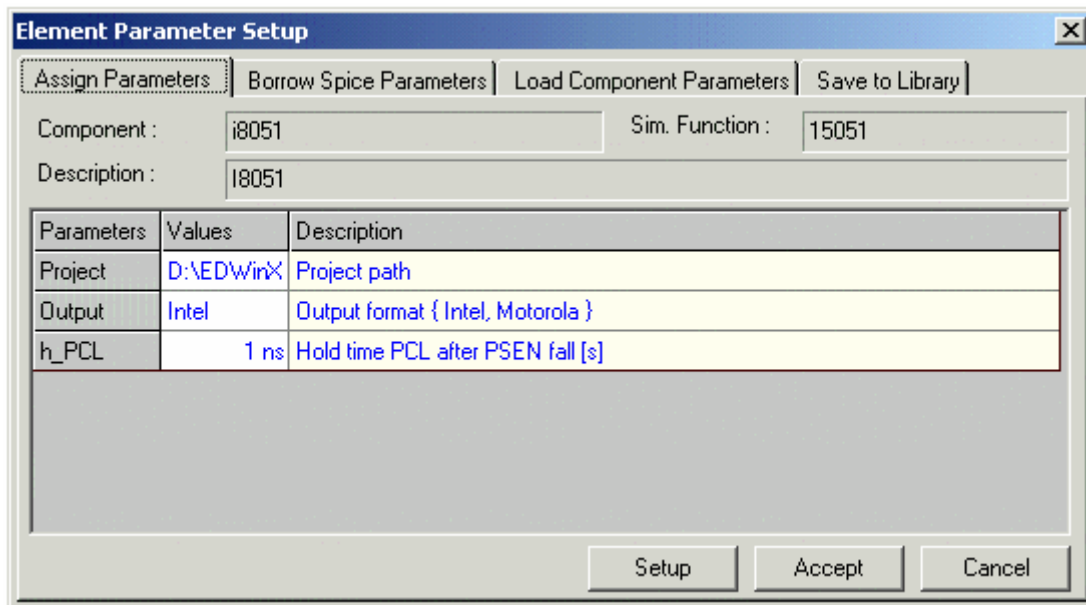 Element Parameter Setup
Assign Parameters Borrow Spice Parameters Load Component Parameters Save to Library
Component : i8051 Sim. Function : 15051
Description : I8051
Parameters Values Description
Project D:\EDWinX Project path
Output Intel Output format { Intel, Motorola }
h_PCL 1 ns Hold time PCL after PSEN fall [s]
Setup Accept Cancel